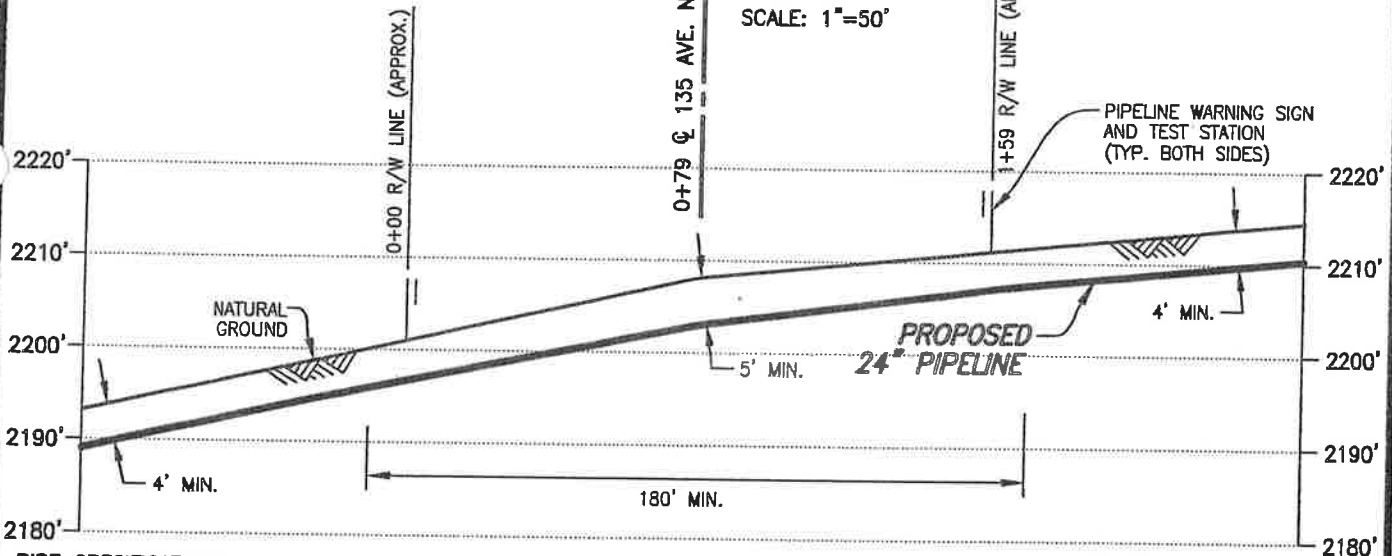 SCALE: 1"=50'
0+00 R/W LINE (APPROX.)
0+79 ℄ 135 AVE. N
1+59 R/W LINE
PIPELINE WARNING SIGN
AND TEST STATION
(TYP. BOTH SIDES)
2220'
2220'
2210'
2210'
NATURAL
GROUND
4' MIN.
2200'
PROPOSED
24" PIPELINE
2200'
5' MIN.
2190'
2190'
4' MIN.
180' MIN.
2180'
2180'